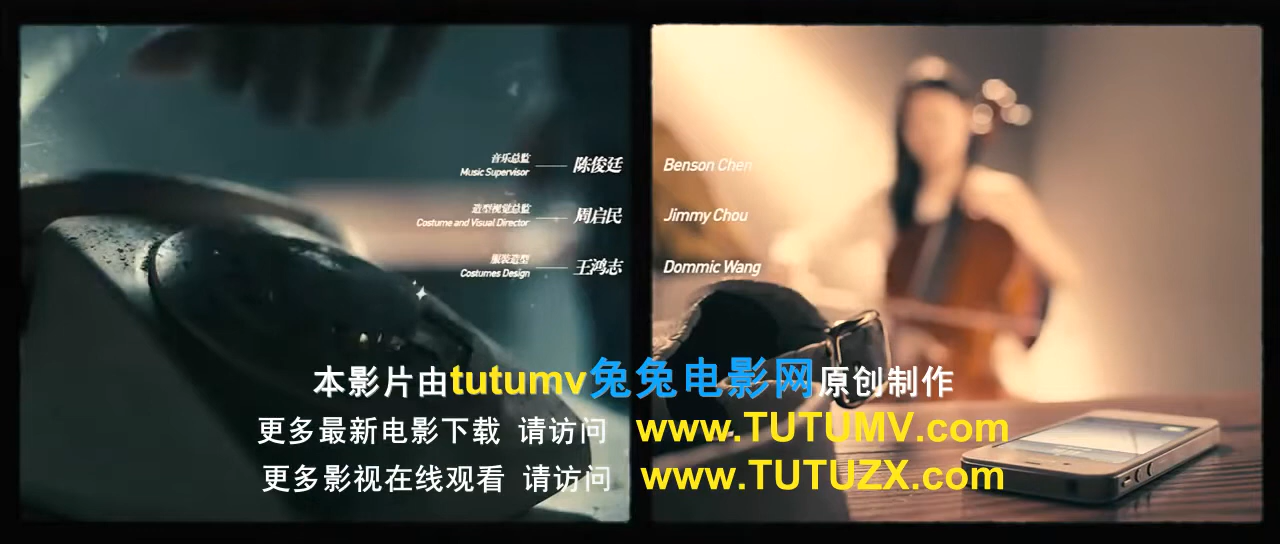 音乐总监 陈俊廷 Benson Chen
Music Supervisor
造型视觉总监 周启民 Jimmy Chou
Costume and Visual Director
服装造型 王鸿志 Dommic Wang
Costumes Design
本影片由tutumv兔兔电影网原创制作
更多最新电影下载 请访问 www.TUTUMV.com
更多影视在线观看 请访问 www.TUTUZX.com